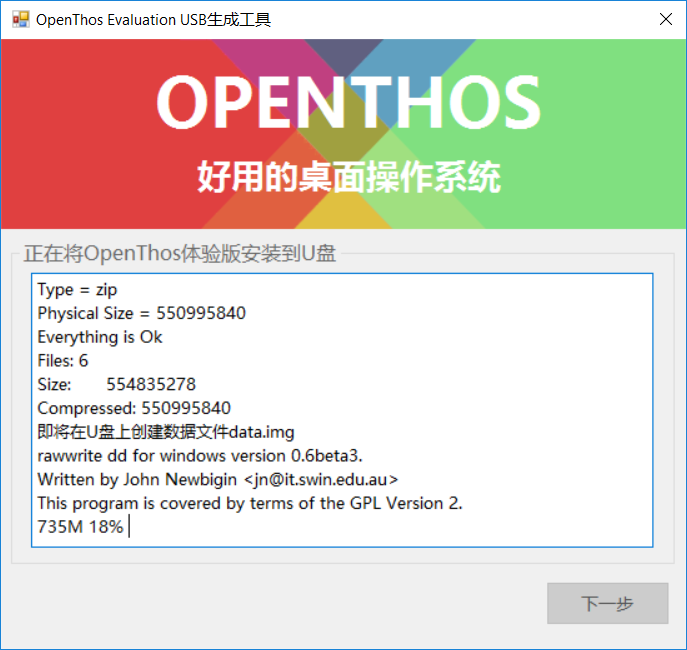 OpenThos Evaluation USB生成工具
OPENTHOS
好用的桌面操作系统
正在将OpenThos体验版安装到U盘
Type = zip
Physical Size = 550995840
Everything is Ok
Files: 6
Size:       554835278
Compressed: 550995840
即将在U盘上创建数据文件data.img
rawwrite dd for windows version 0.6beta3.
Written by John Newbigin <jn@it.swin.edu.au>
This program is covered by terms of the GPL Version 2.
735M 18%
下一步